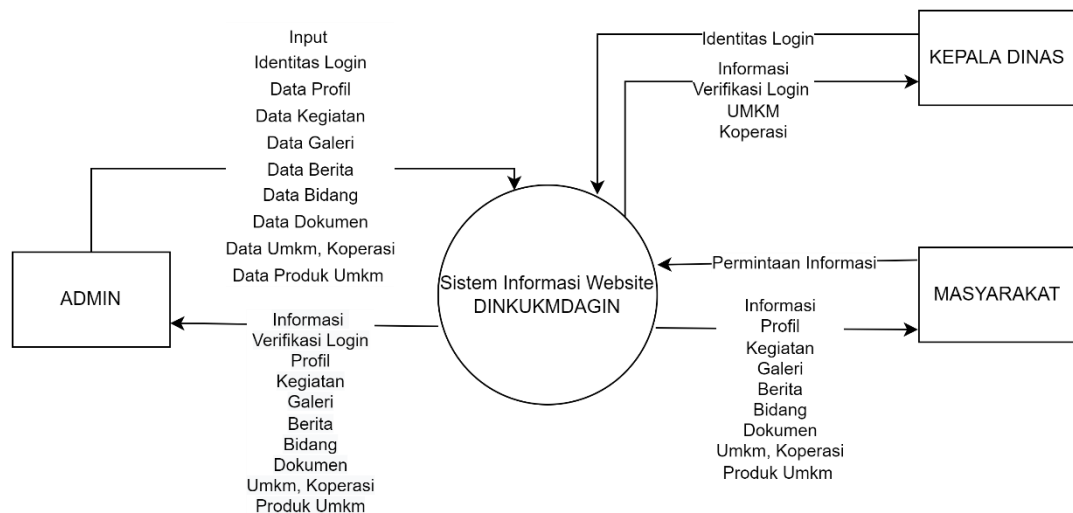 Input
Identitas Login
Data Profil
Data Kegiatan
Data Galeri
Data Berita
Data Bidang
Data Dokumen
Data Umkm, Koperasi
Data Produk Umkm
Identitas Login
Informasi
Verifikasi Login
UMKM
Koperasi
KEPALA DINAS
ADMIN
Sistem Informasi Website
DINKUKMDAGIN
Permintaan Informasi
MASYARAKAT
Informasi
Verifikasi Login
Profil
Kegiatan
Galeri
Berita
Bidang
Dokumen
Umkm, Koperasi
Produk Umkm
Informasi
Profil
Kegiatan
Galeri
Berita
Bidang
Dokumen
Umkm, Koperasi
Produk Umkm